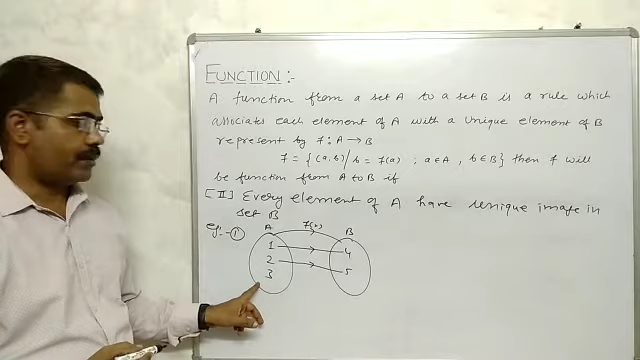 FUNCTION :-
A function from a set A to a set B is a rule which
associates each element of A with a unique element of B
represent by f : A → B
f = { (a,b) / b = f(a) ; a∈A , b∈B } then f will
be function from A to B if
[II] Every element of A have unique image in
set B
eg:- ① A f(x) B
1 4
2 5
3